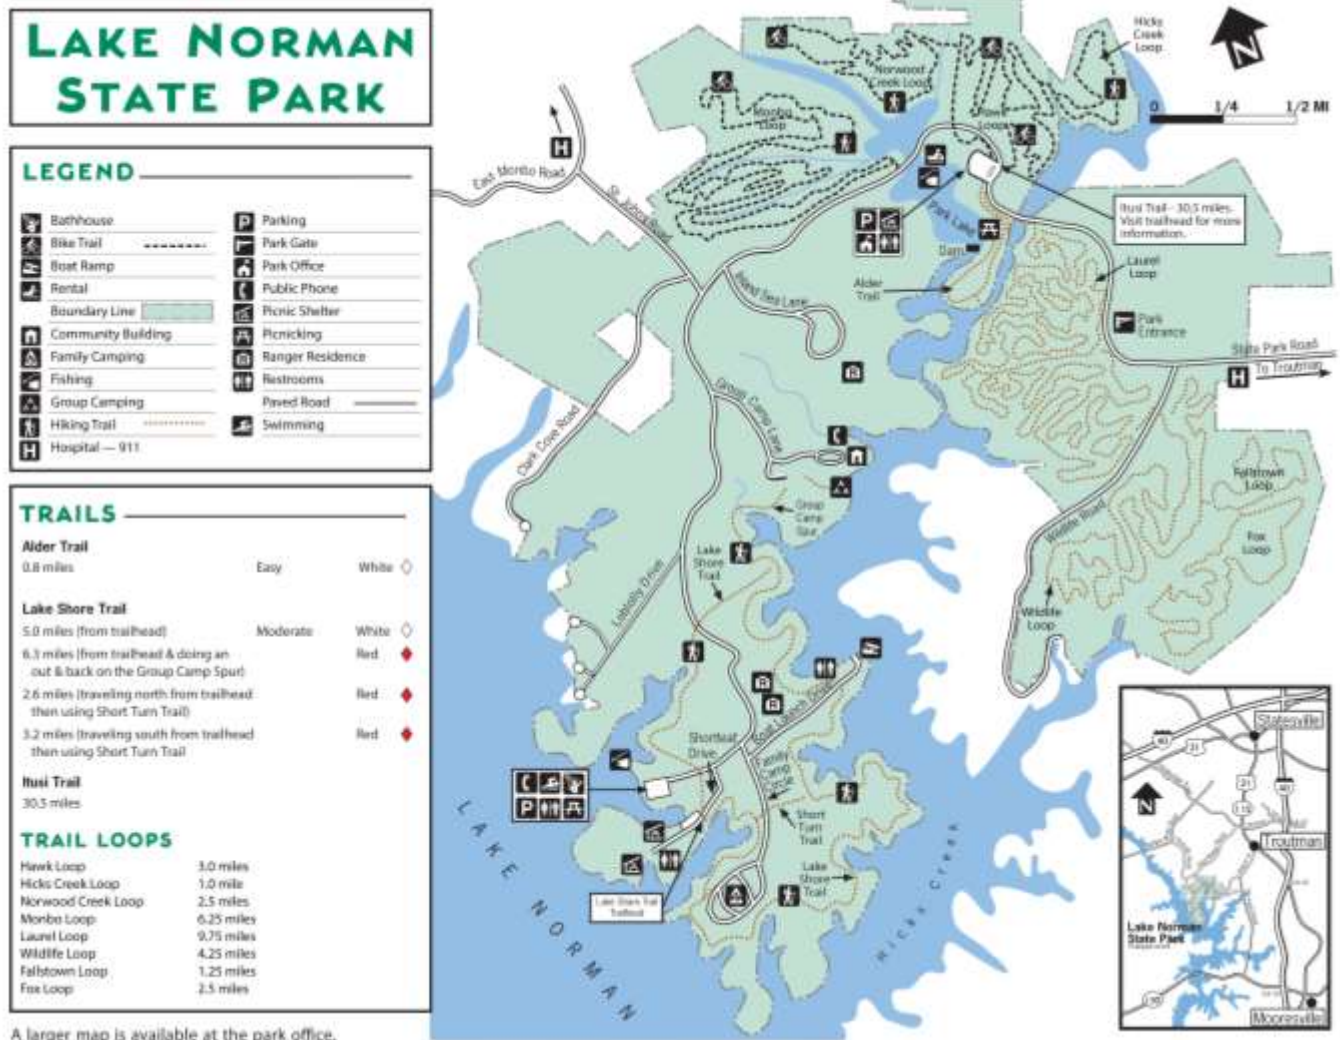 LAKE NORMAN
STATE PARK
LEGEND
Bathhouse
Bike Trail
Boat Ramp
Rental
Boundary Line
Community Building
Family Camping
Fishing
Group Camping
Hiking Trail
Hospital — 911
Parking
Park Gate
Park Office
Public Phone
Picnic Shelter
Picnicking
Ranger Residence
Restrooms
Paved Road
Swimming
TRAILS
Alder Trail
0.8 miles Easy White
Lake Shore Trail
5.0 miles (from trailhead) Moderate White
6.3 miles (from trailhead & doing an Red
out & back on the Group Camp Spur)
2.6 miles (traveling north from trailhead Red
then using Short Turn Trail)
3.2 miles (traveling south from trailhead Red
then using Short Turn Trail
Itusi Trail
30.5 miles
TRAIL LOOPS
Hawk Loop 3.0 miles
Hicks Creek Loop 1.0 mile
Norwood Creek Loop 2.5 miles
Monbo Loop 6.25 miles
Laurel Loop 9.75 miles
Wildlife Loop 4.25 miles
Fallstown Loop 1.25 miles
Fox Loop 2.5 miles
A larger map is available at the park office.
Hicks
Creek
Loop
N
0 1/4 1/2 MI
Norwood
Creek Loop
Monbo
Loop
Hawk
Loop
H
East Monbo Road
St. Johns Road
Itusi Trail - 30.5 miles.
Visit trailhead for more
information.
P
Park Lake
Dam
Alder
Trail
Laurel
Loop
Inland Sea Lane
Park
Entrance
State Park Road
To Troutman
H
R
Group Camp Lane
Clark Cove Road
Group
Camp
Spur
Fallstown
Loop
Fox
Loop
Wildlife Road
Wildlife
Loop
Lake
Shore
Trail
Loblolly Drive
R
R
Boat Launch Drive
Shortleaf
Drive
Family
Camp
Circle
P
Short
Turn
Trail
Lake
Shore
Trail
Lake Shore Trail
Trailhead
LAKE NORMAN
Hicks Creek
Statesville
40
21
N
21
115
Troutman
Lake Norman
State Park
150
Mooresville